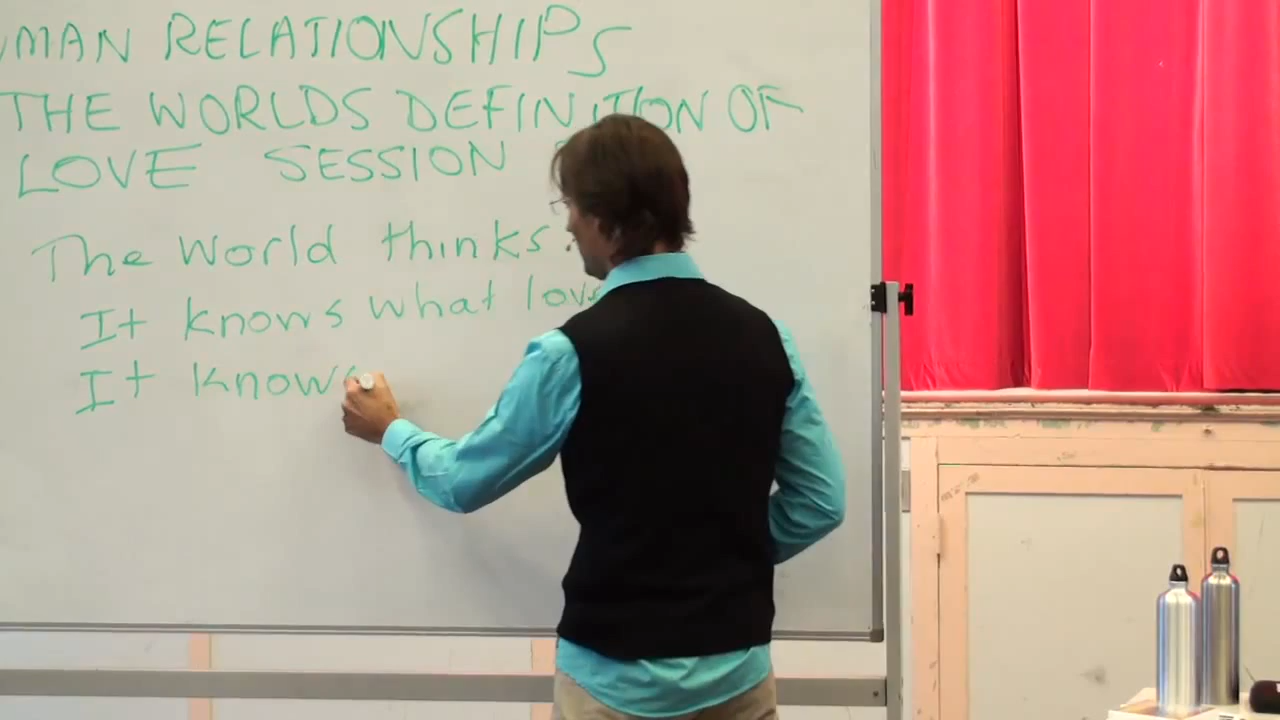 UMAN RELATIONSHIPS
THE WORLDS DEFINITION OF
LOVE SESSION
The World thinks
It knows what love
It knows